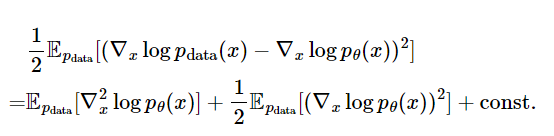 $\frac{1}{2}\mathbb{E}_{p_{\text{data}}}[(\nabla_x \log p_{\text{data}}(x) - \nabla_x \log p_\theta(x))^2]$
$=\mathbb{E}_{p_{\text{data}}}[\nabla_x^2 \log p_\theta(x)] + \frac{1}{2}\mathbb{E}_{p_{\text{data}}}[(\nabla_x \log p_\theta(x))^2] + \text{const.}$